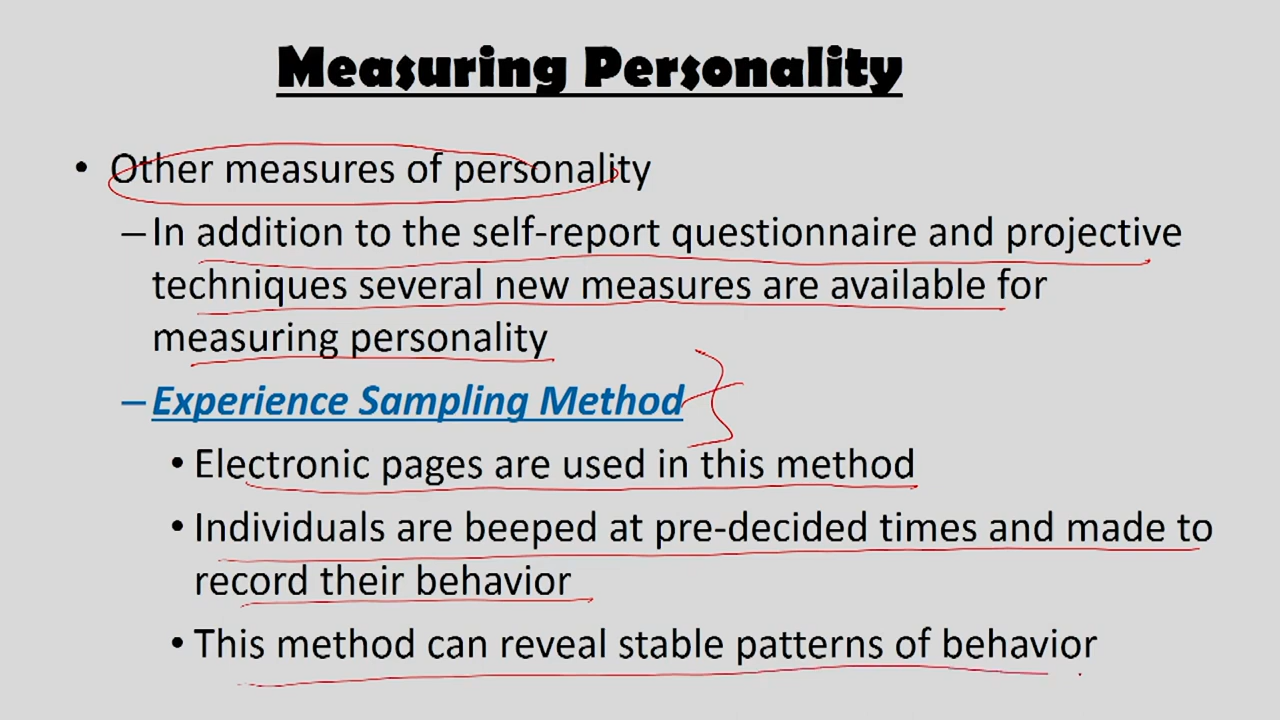 Measuring Personality
• Other measures of personality
– In addition to the self-report questionnaire and projective
techniques several new measures are available for
measuring personality
– Experience Sampling Method
• Electronic pages are used in this method
• Individuals are beeped at pre-decided times and made to
record their behavior
• This method can reveal stable patterns of behavior